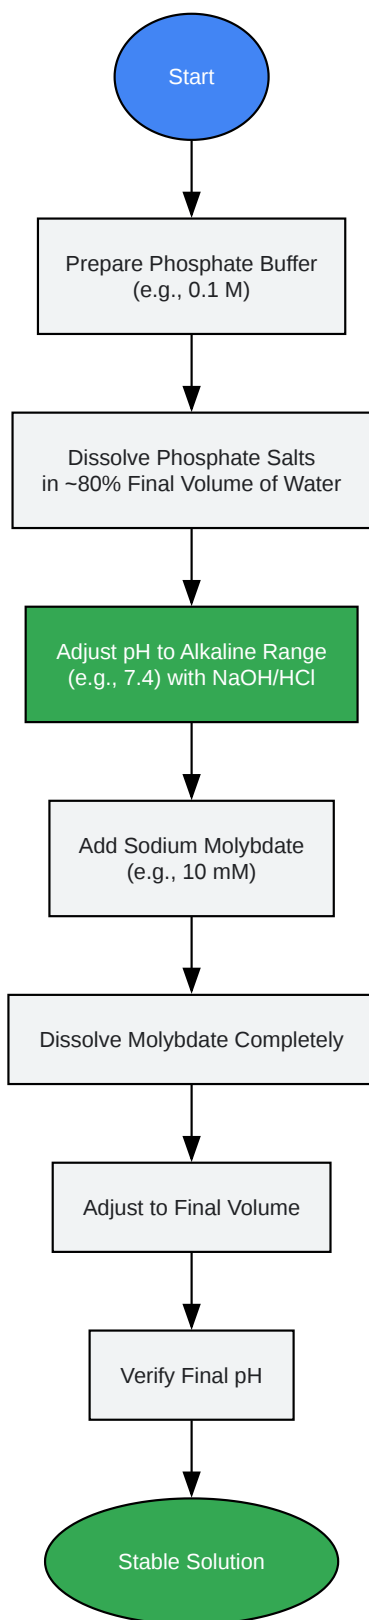 Start
Prepare Phosphate Buffer
(e.g., 0.1 M)
Dissolve Phosphate Salts
in ~80% Final Volume of Water
Adjust pH to Alkaline Range
(e.g., 7.4) with NaOH/HCl
Add Sodium Molybdate
(e.g., 10 mM)
Dissolve Molybdate Completely
Adjust to Final Volume
Verify Final pH
Stable Solution